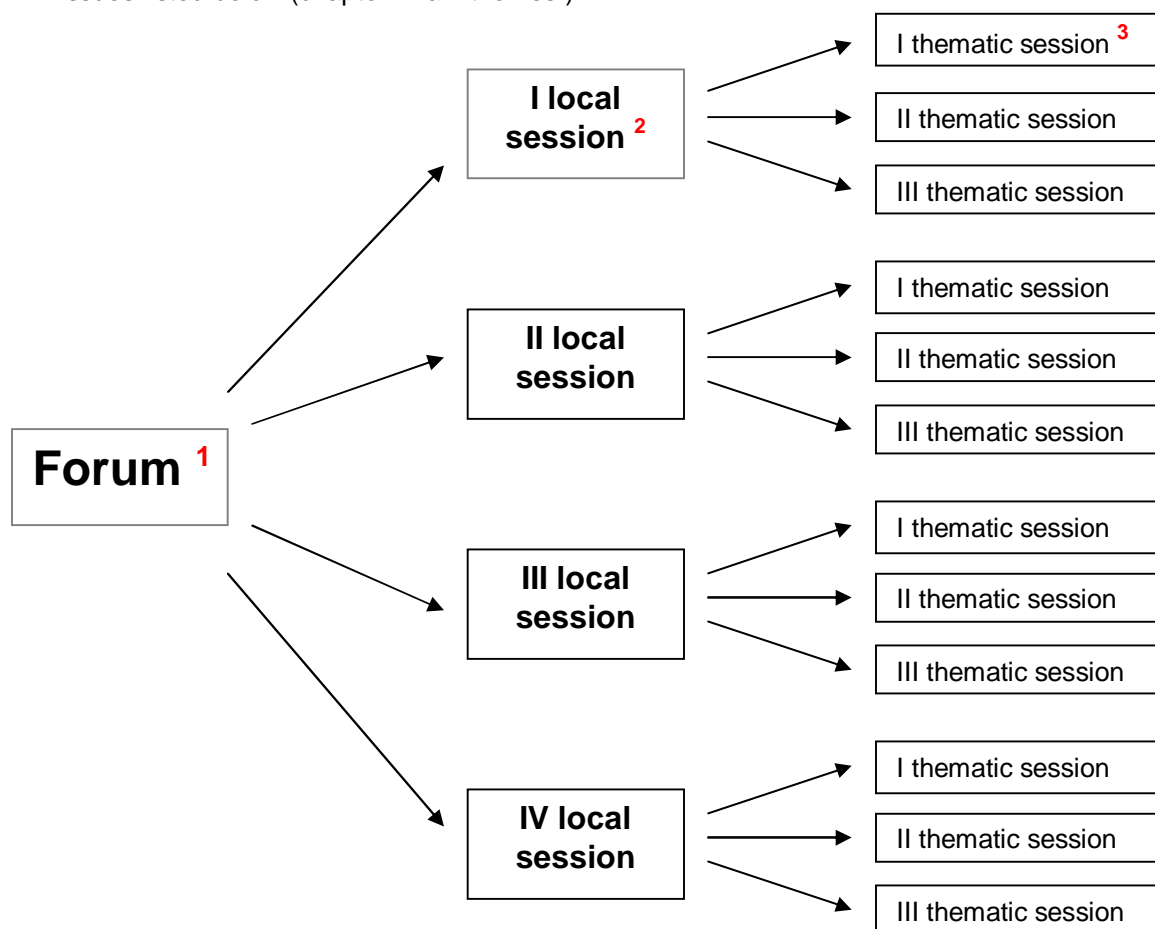 I thematic session 3
I local
session 2
II thematic session
III thematic session
I thematic session
II local
session
II thematic session
III thematic session
Forum 1
I thematic session
III local
session
II thematic session
III thematic session
I thematic session
IV local
session
II thematic session
III thematic session